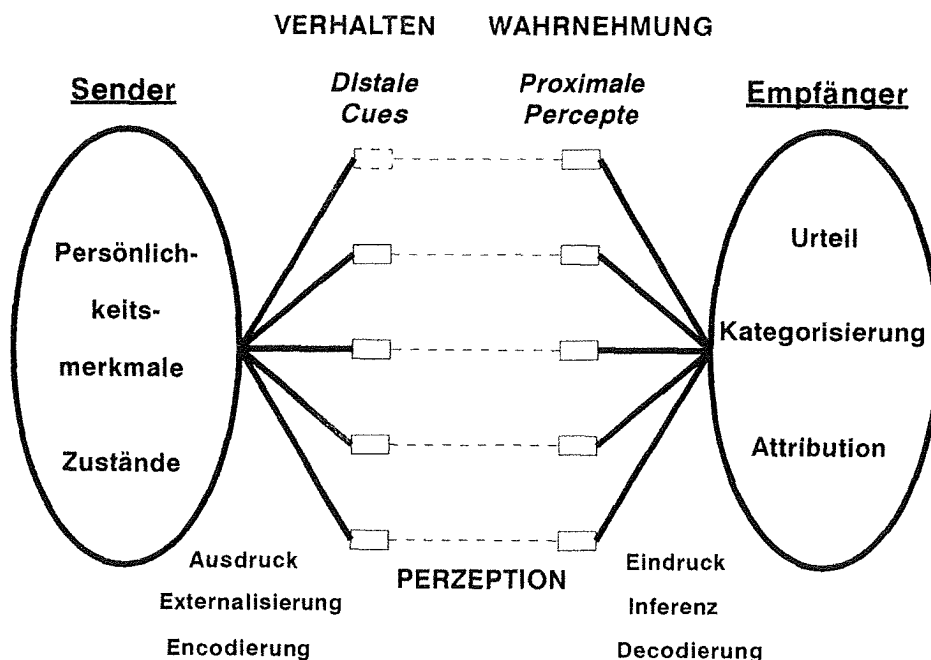 VERHALTEN WAHRNEHMUNG
Sender
Distale
Cues
Proximale
Percepte
Empfänger
Persönlich-
keits-
merkmale
Zustände
Urteil
Kategorisierung
Attribution
Ausdruck
Externalisierung
Encodierung
PERZEPTION
Eindruck
Inferenz
Decodierung